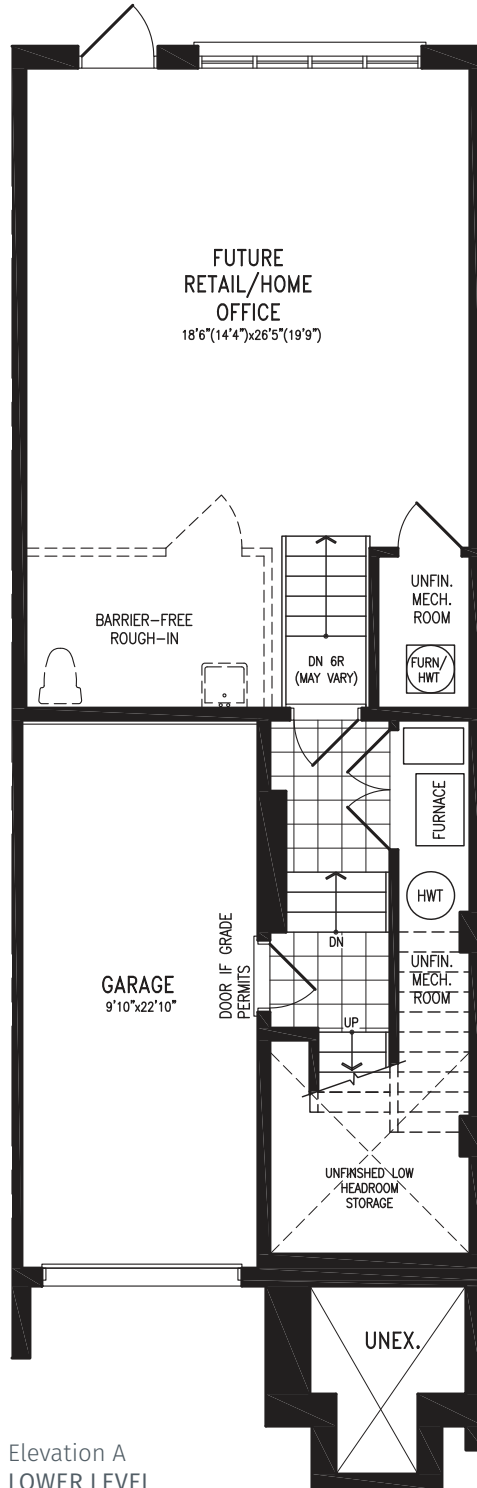 FUTURE
RETAIL/HOME
OFFICE
18'6"(14'4")x26'5"(19'9")
UNFIN.
MECH.
ROOM
BARRIER-FREE
ROUGH-IN
FURN/
HWT
DN 6R
(MAY VARY)
FURNACE
HWT
DN
UNFIN.
MECH.
ROOM
GARAGE
9'10"x22'10"
DOOR IF GRADE
PERMITS
UP
UNFINSHED LOW
HEADROOM
STORAGE
UNEX.
Elevation A
LOWER LEVEL